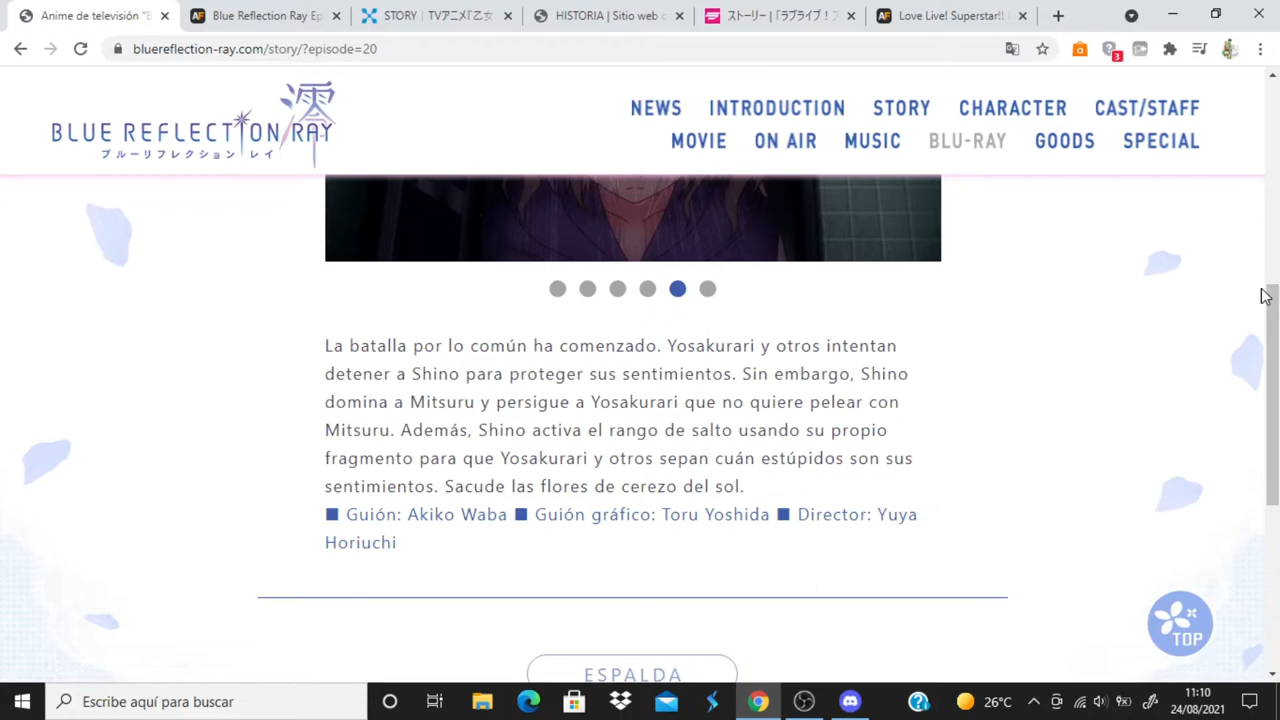 Anime de televisión "B
Blue Reflection Ray Ep
STORY | TVアニメ『乙女
HISTORIA | Sitio web c
ストーリー | 「ラブライブ！ス
Love Live! Superstar!! E
bluereflection-ray.com/story/?episode=20
3
澪
BLUE REFLECTION RAY
ブルーリフレクション レイ
NEWS INTRODUCTION STORY CHARACTER CAST/STAFF
MOVIE ON AIR MUSIC BLU-RAY GOODS SPECIAL
La batalla por lo común ha comenzado. Yosakurari y otros intentan
detener a Shino para proteger sus sentimientos. Sin embargo, Shino
domina a Mitsuru y persigue a Yosakurari que no quiere pelear con
Mitsuru. Además, Shino activa el rango de salto usando su propio
fragmento para que Yosakurari y otros sepan cuán estúpidos son sus
sentimientos. Sacude las flores de cerezo del sol.
■ Guión: Akiko Waba ■ Guión gráfico: Toru Yoshida ■ Director: Yuya
Horiuchi
TOP
ESPALDA
Escribe aquí para buscar
26°C
11:10
24/08/2021